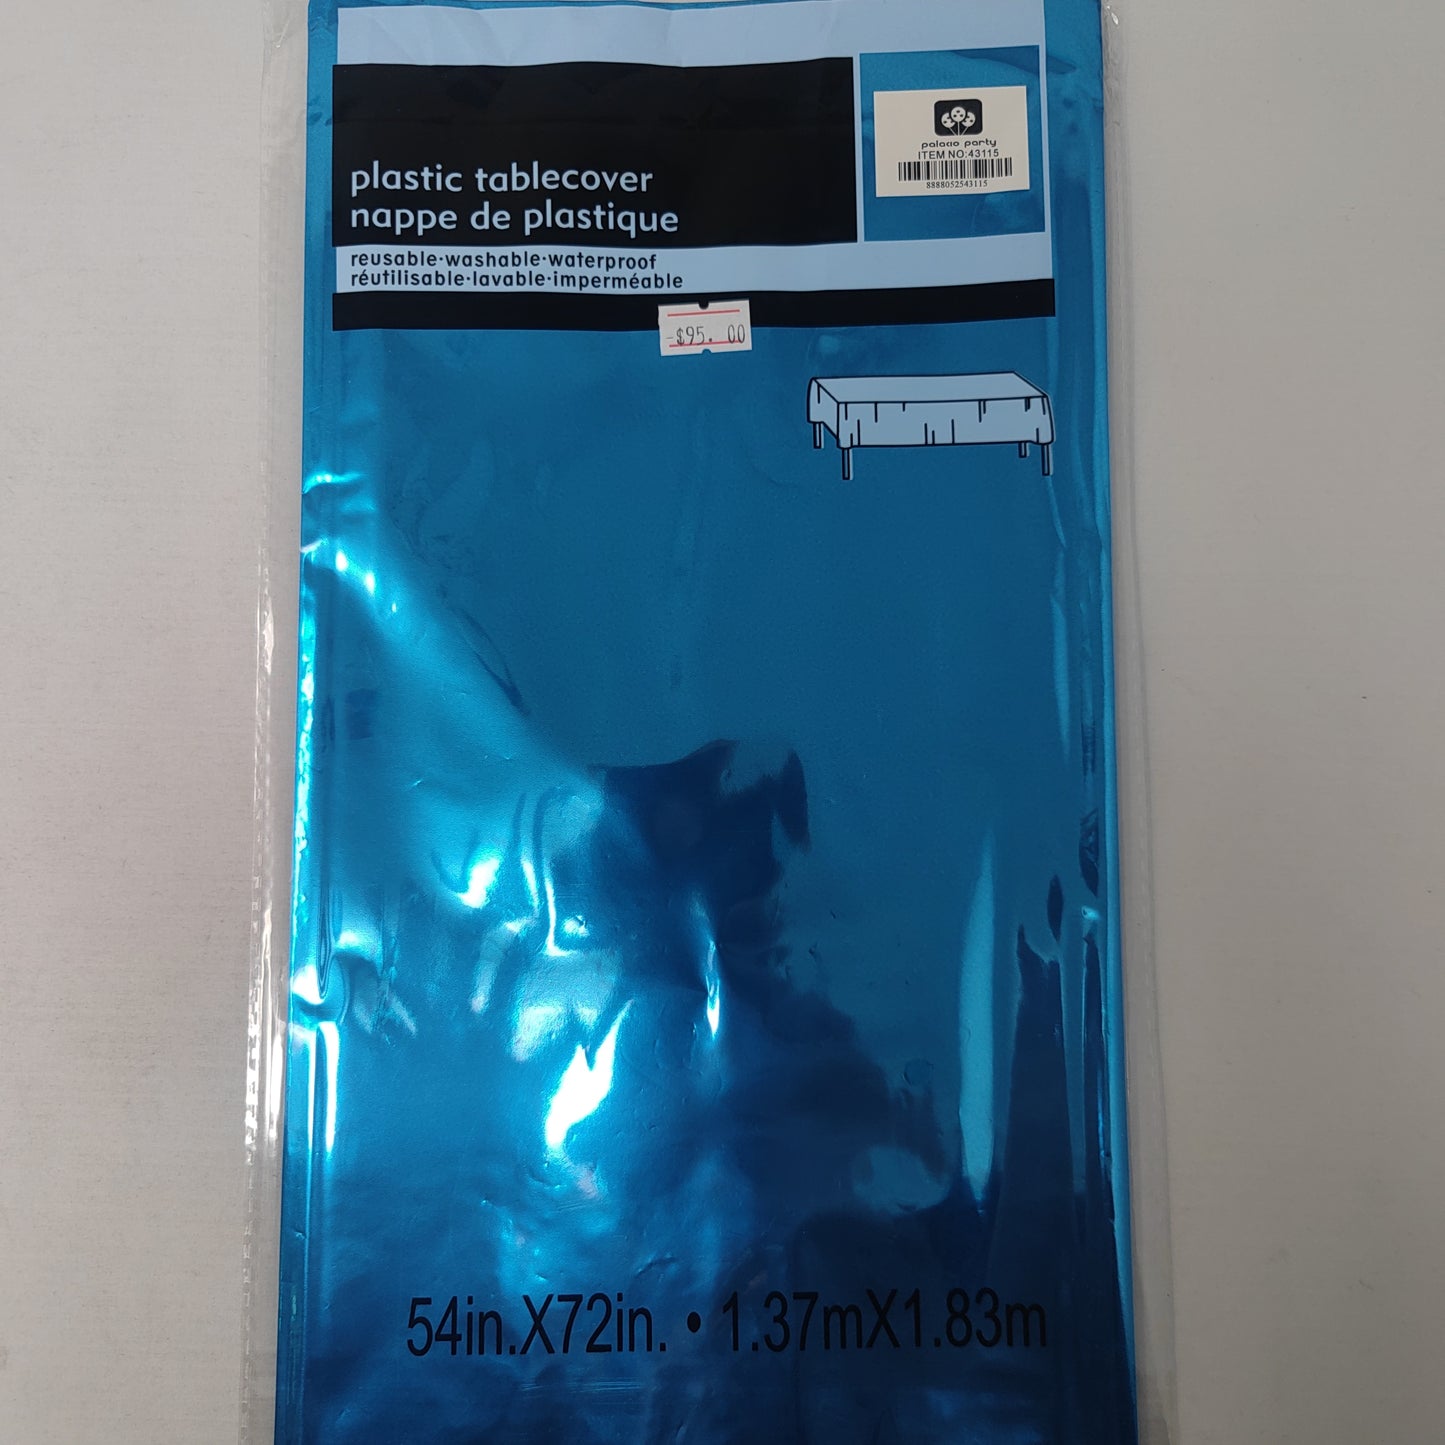 palacio party
ITEM NO:43115
8888052543115
plastic tablecover
nappe de plastique
reusable·washable·waterproof
réutilisable·lavable·imperméable
-$95.00
54in.X72in. • 1.37mX1.83m